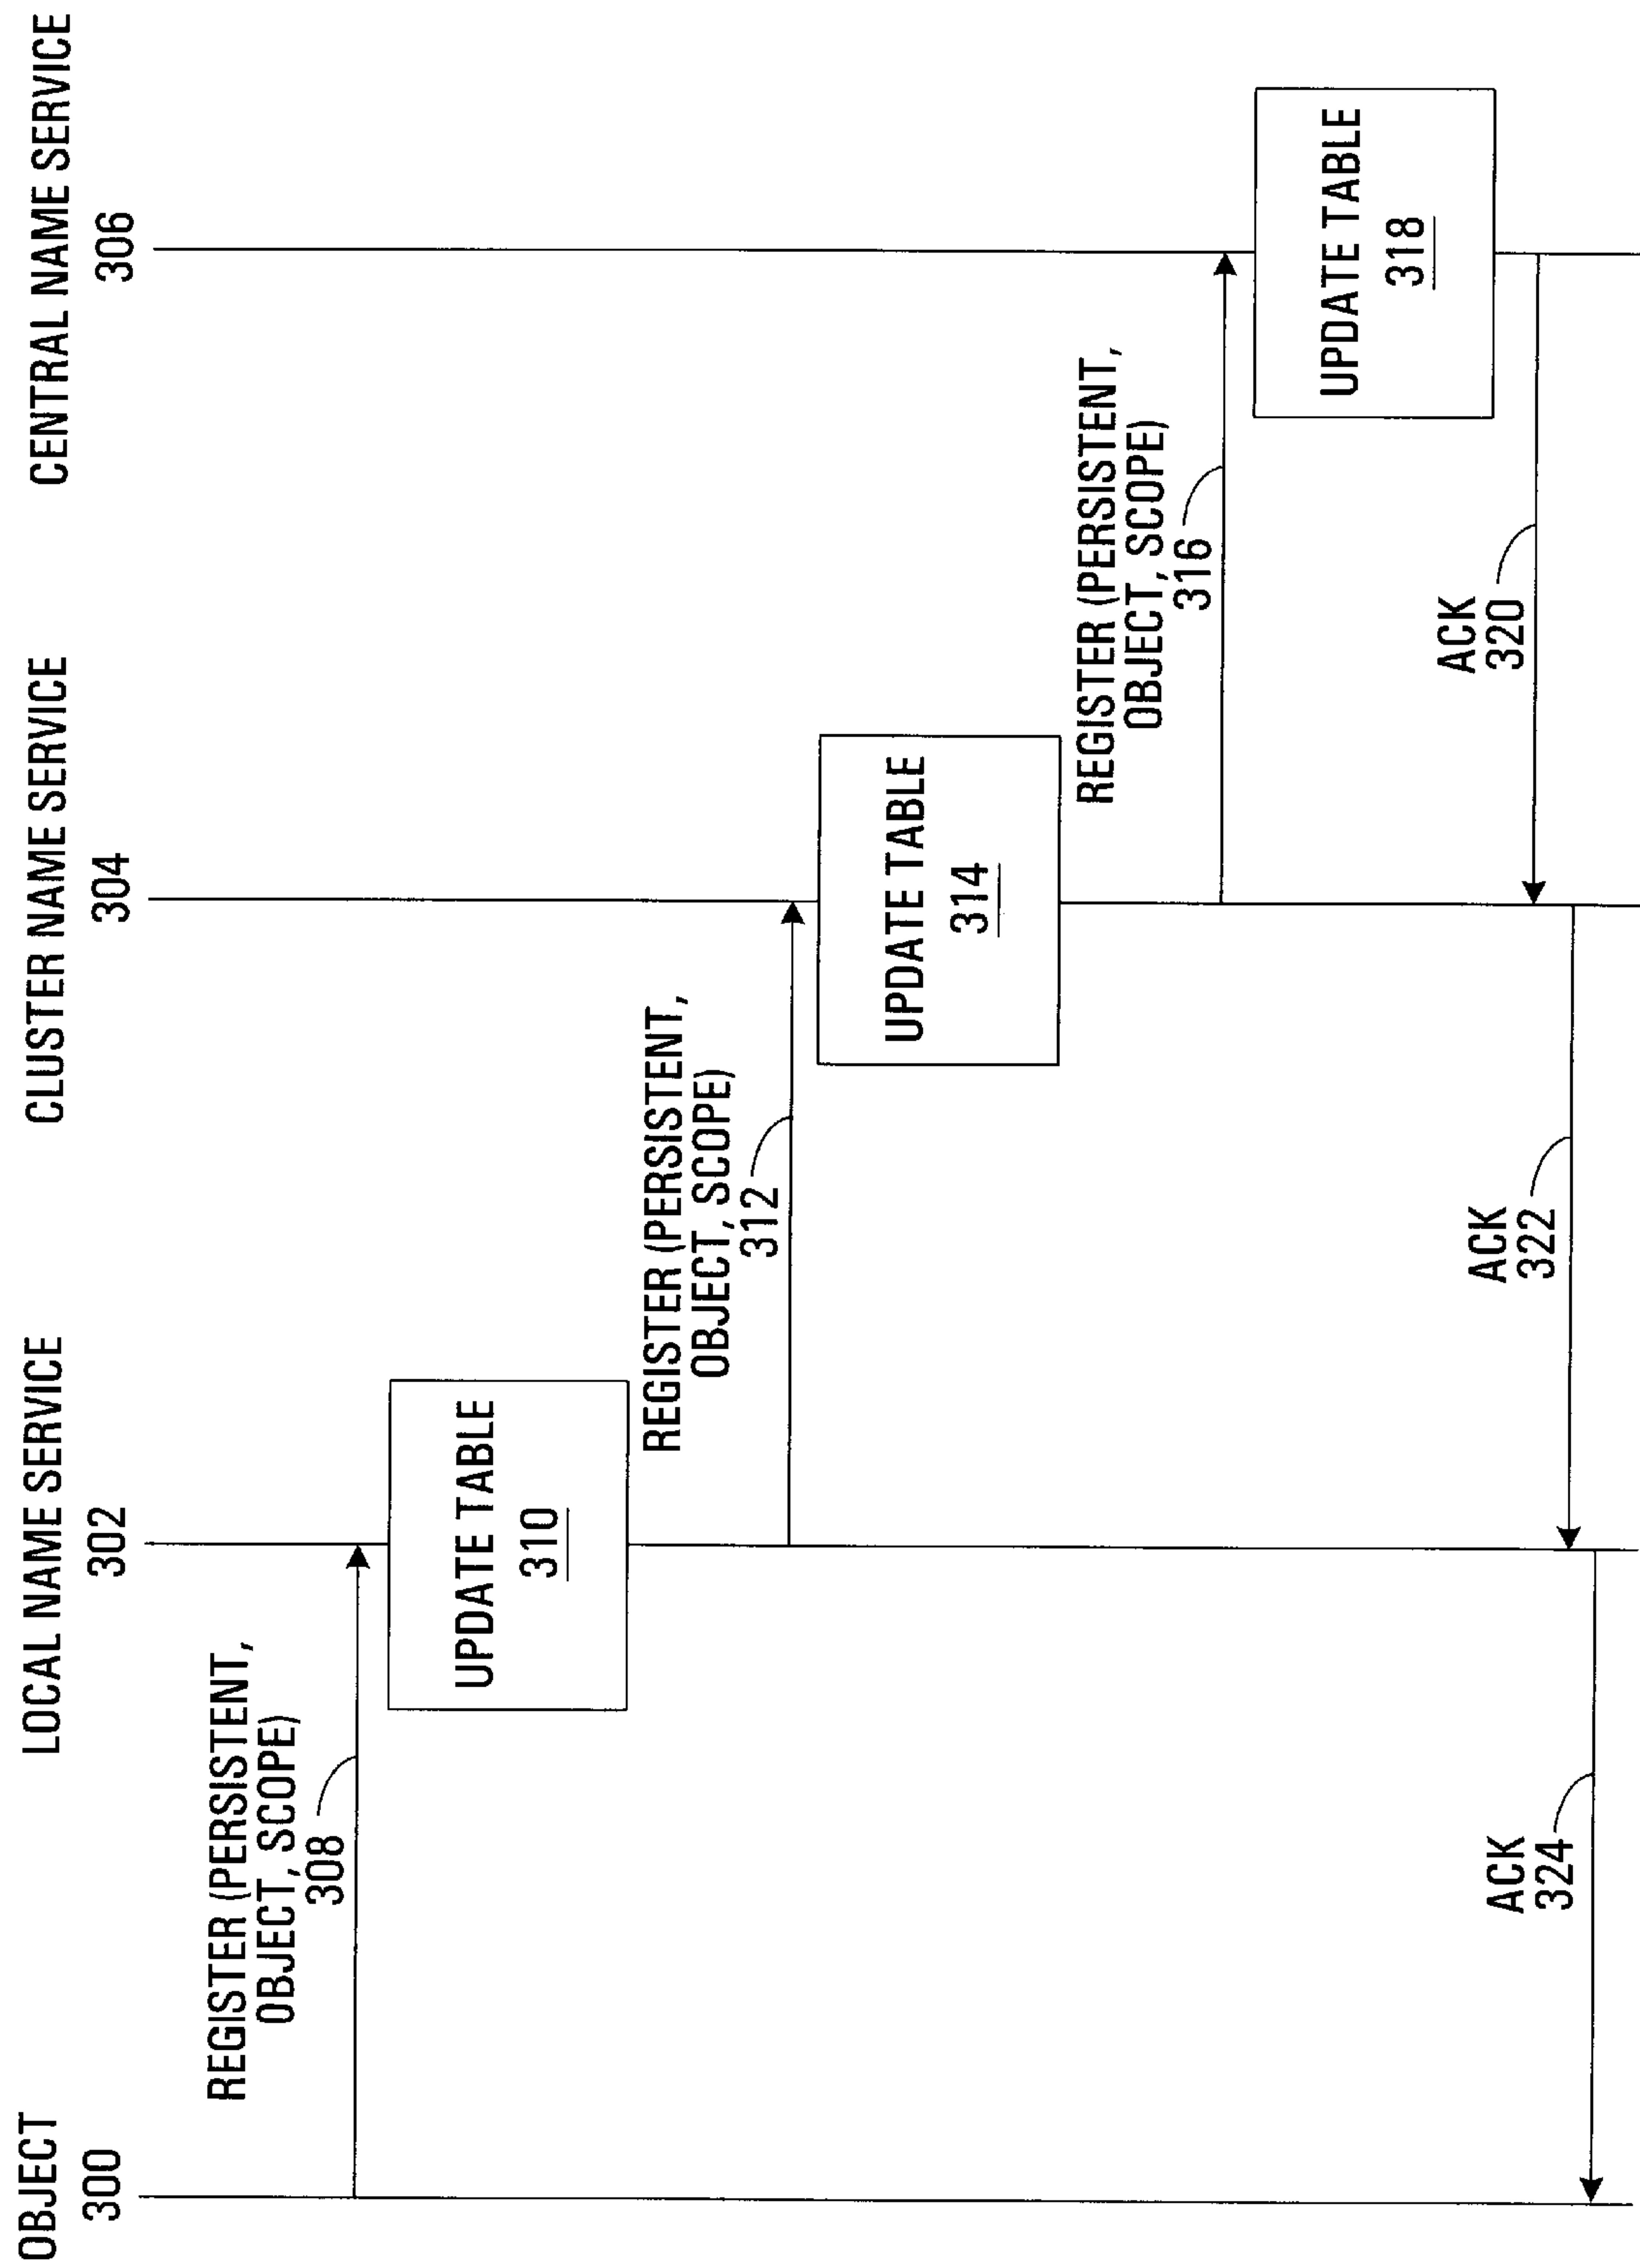 OBJECT
300
LOCAL NAME SERVICE
302
CLUSTER NAME SERVICE
304
CENTRAL NAME SERVICE
306
REGISTER (PERSISTENT,
OBJECT, SCOPE)
308
UPDATE TABLE
310
REGISTER (PERSISTENT,
OBJECT, SCOPE)
312
UPDATE TABLE
314
REGISTER (PERSISTENT,
OBJECT, SCOPE)
316
UPDATE TABLE
318
ACK
320
ACK
322
ACK
324